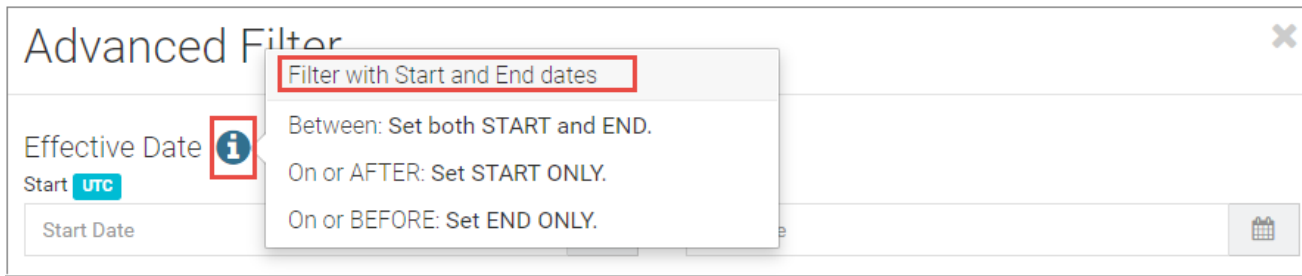 Advanced Filter
Filter with Start and End dates
Between: Set both START and END.
Effective Date
On or AFTER: Set START ONLY.
Start UTC
On or BEFORE: Set END ONLY.
Start Date